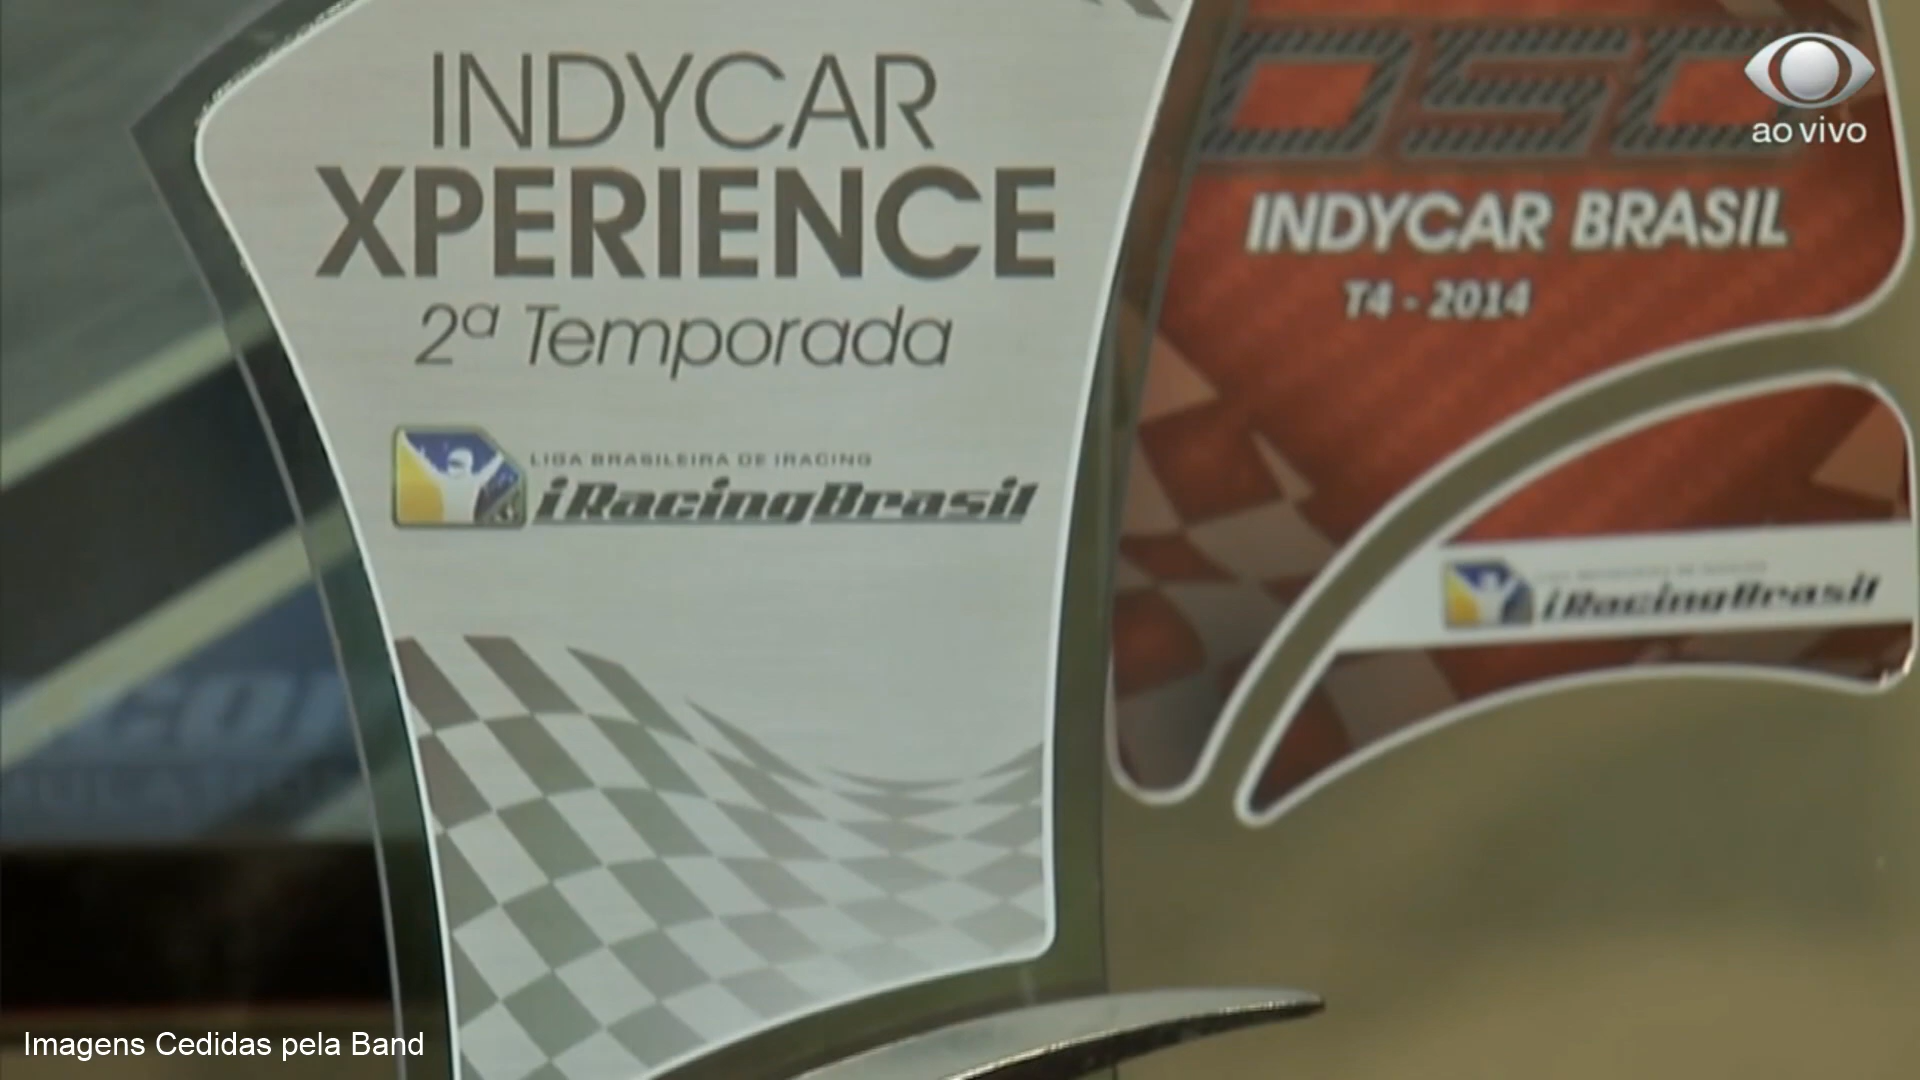 INDYCAR
XPERIENCE
2ª Temporada
LIGA BRASILEIRA DE IRACING
iRacingBrasil
INDYCAR BRASIL
T4 - 2014
iRacingBrasil
ao vivo
Imagens Cedidas pela Band